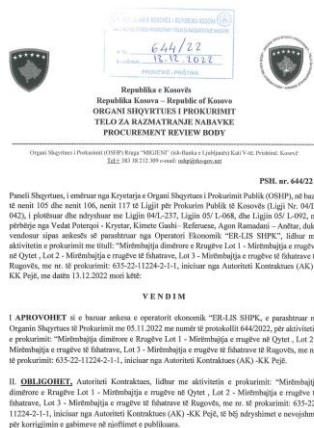 644/22
13.12.2022
PRISHTINË - PRIŠTINA
Republika e Kosovës
Republika Kosova – Republic of Kosovo
ORGANI SHQYRTUES I PROKURIMIT
TELO ZA RAZMATRANJE NABAVKE
PROCUREMENT REVIEW BODY
Organi Shqyrtues i Prokurimit (OSHP) Rruga "MIGJENI" (ish-Banka e Ljubjanës) Kati V-të, Prishtinë, Kosovë
Tel:+ 383 38 212 309 e-mail: oshp@rks-gov.net
PSH. nr. 644/22
Paneli Shqyrtues, i emëruar nga Kryetarja e Organi Shqyrtues i Prokurimit Publik (OSHP), në baz
të nenit 105 dhe nenit 106, nenit 117 të Ligjit për Prokurim Publik të Kosovës (Ligji Nr. 04/L
042), i plotësuar dhe ndryshuar me Ligjin 04/L-237, Ligjin 05/ L-068, dhe Ligjin 05/ L-092, n
përbërje nga Vedat Poterqoi - Kryetar, Kimete Gashi - Referuese, Agon Ramadani – Anëtar, duk
vendosur sipas ankesës së parashtruar nga Operatori Ekonomik "ER-LIS SHPK", lidhur m
aktivitetin e prokurimit me titull: "Mirëmbajtja dimërore e Rrugëve Lot 1 - Mirëmbajtja e rrugëv
në Qytet , Lot 2 - Mirëmbajtja e rrugëve të fshatrave, Lot 3 - Mirëmbajtja e rrugëve të fshatrave t
Rugovës, me nr. të prokurimit: 635-22-11224-2-1-1, iniciuar nga Autoriteti Kontraktues (AK)
KK Pejë, me datën 13.12.2022 mori këtë:
V E N D I M
I APROVOHET si e bazuar ankesa e operatorit ekonomik "ER-LIS SHPK, e parashtruar n
Organin Shqyrtues të Prokurimit me 05.11.2022 me numër të protokollit 644/2022, për aktivitetin
e prokurimit: "Mirëmbajtja dimërore e Rrugëve Lot 1 - Mirëmbajtja e rrugëve në Qytet , Lot 2
Mirëmbajtja e rrugëve të fshatrave, Lot 3 - Mirëmbajtja e rrugëve të fshatrave të Rugovës, me n
të prokurimit: 635-22-11224-2-1-1, iniciuar nga Autoriteti Kontraktues (AK) -KK Pejë.
II. OBLIGOHET, Autoriteti Kontraktues, lidhur me aktivitetin e prokurimit: "Mirëmbajtj
dimërore e Rrugëve Lot 1 - Mirëmbajtja e rrugëve në Qytet , Lot 2 - Mirëmbajtja e rrugëve t
fshatrave, Lot 3 - Mirëmbajtja e rrugëve të fshatrave të Rugovës, me nr. të prokurimit: 635-22
11224-2-1-1, iniciuar nga Autoriteti Kontraktues (AK) -KK Pejë, të bëj ndryshimet e nevojshm
për korrigjimin e gabimeve në njoftimet e publikuara.